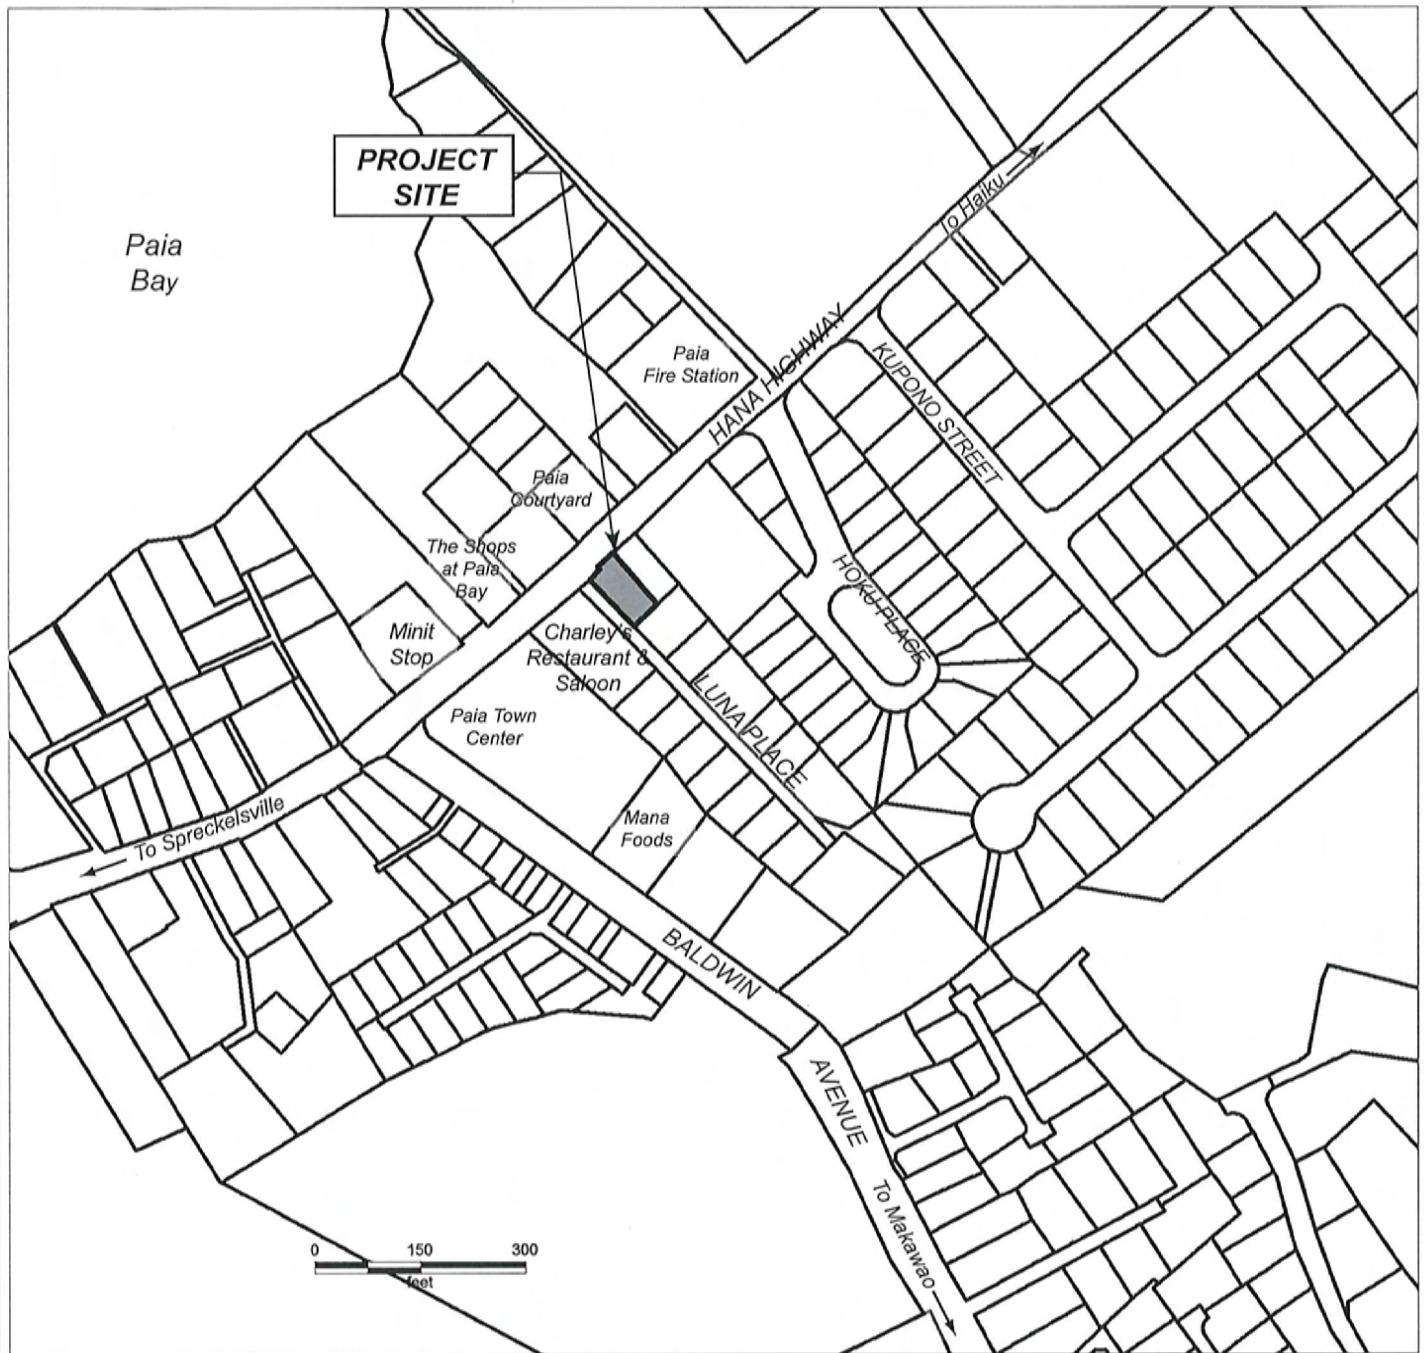 PROJECT
SITE
Paia
Bay
o Haiku
Paia
Fire Station
HANA HIGHWAY
KUPONO STREET
Paia
Courtyard
The Shops
at Paia
Bay
HOKU PLACE
Minit
Stop
Charley's
Restaurant &
Saloon
LUNA PLACE
Paia Town
Center
Mana
Foods
To Spreckelsville
BALDWIN
AVENUE
To Makawao
0 150 300
feet